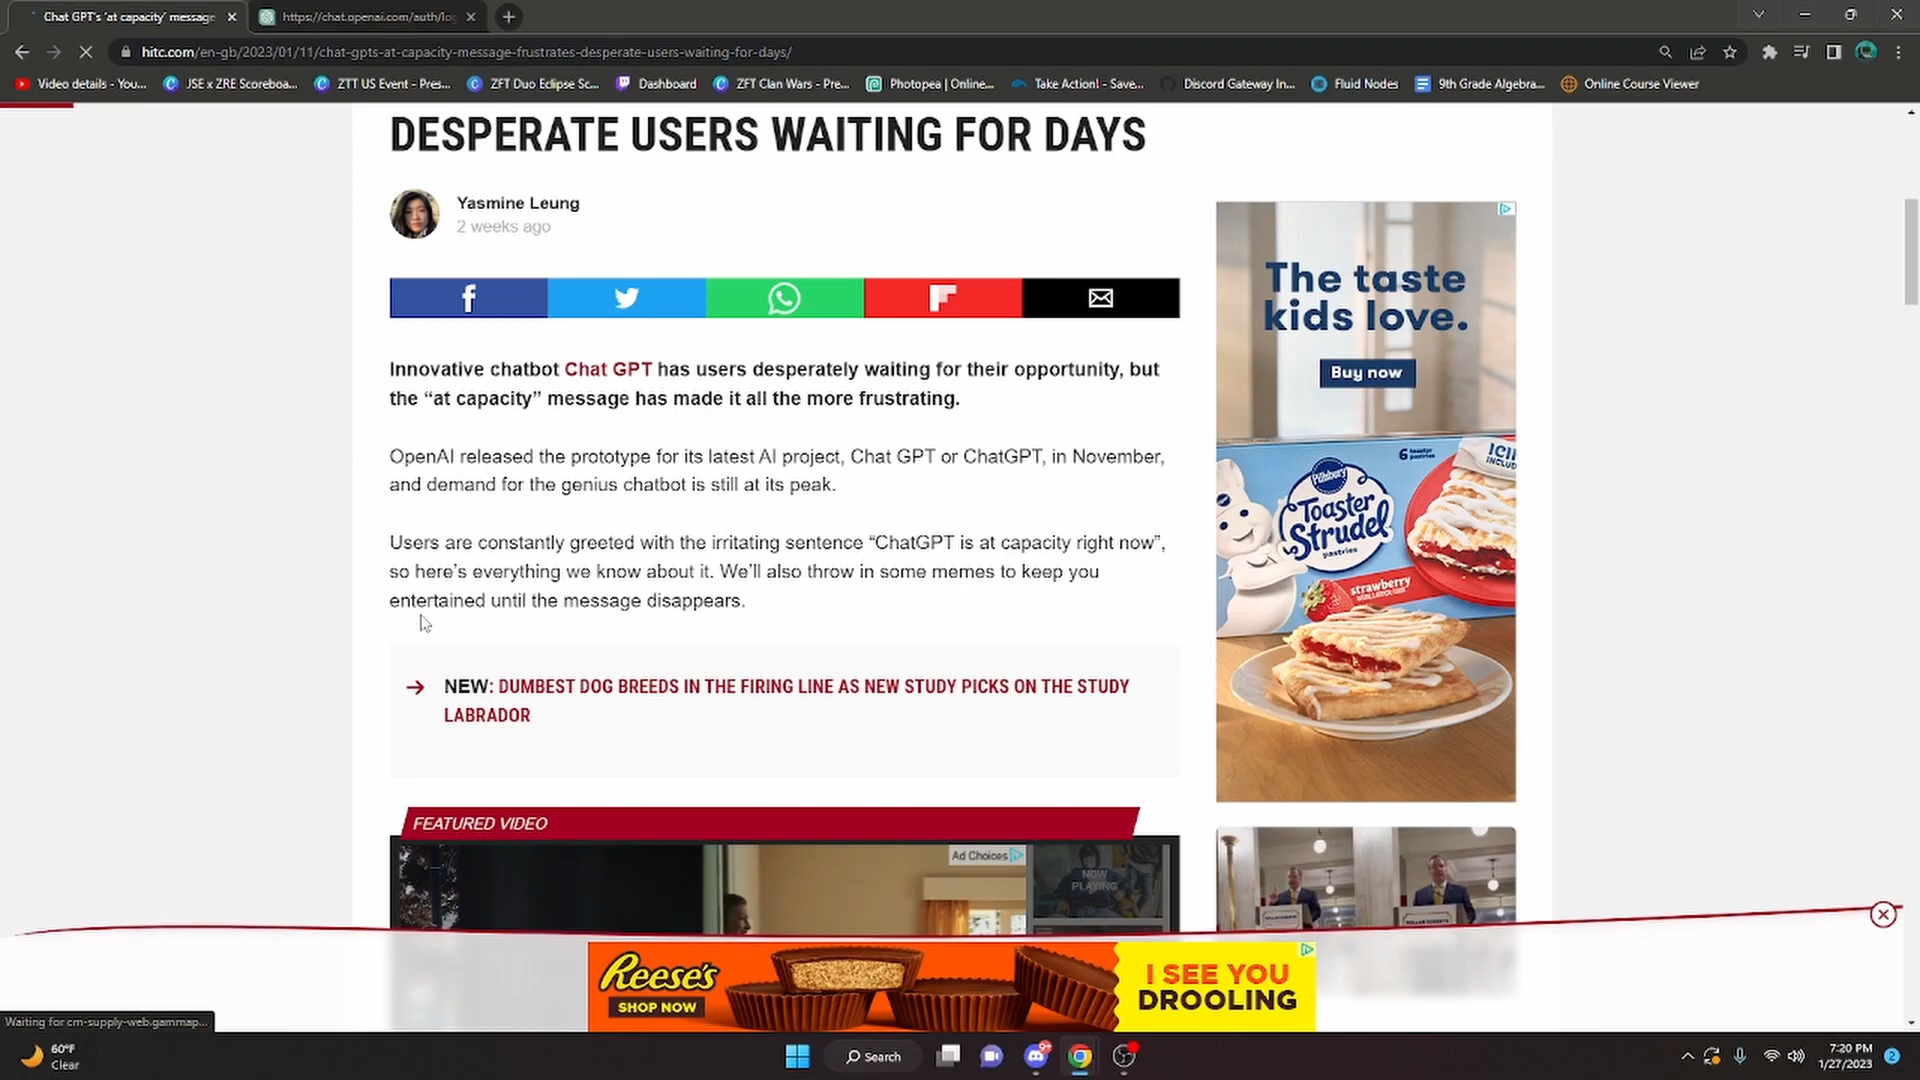 Chat GPT's 'at capacity' message
https://chat.openai.com/auth/lo
hitc.com/en-gb/2023/01/11/chat-gpts-at-capacity-message-frustrates-desperate-users-waiting-for-days/
Video details - You...
JSE x ZRE Scoreboa...
ZTT US Event - Pres...
ZFT Duo Eclipse Sc...
Dashboard
ZFT Clan Wars - Pre...
Photopea | Online...
Take Action! - Save...
Discord Gateway In...
Fluid Nodes
9th Grade Algebra...
Online Course Viewer
DESPERATE USERS WAITING FOR DAYS
Yasmine Leung
2 weeks ago
Innovative chatbot Chat GPT has users desperately waiting for their opportunity, but
the “at capacity” message has made it all the more frustrating.
OpenAI released the prototype for its latest AI project, Chat GPT or ChatGPT, in November,
and demand for the genius chatbot is still at its peak.
Users are constantly greeted with the irritating sentence “ChatGPT is at capacity right now”,
so here’s everything we know about it. We’ll also throw in some memes to keep you
entertained until the message disappears.
NEW: DUMBEST DOG BREEDS IN THE FIRING LINE AS NEW STUDY PICKS ON THE STUDY
LABRADOR
FEATURED VIDEO
Ad Choices
NOW
PLAYING
The taste
kids love.
Buy now
6 toaster
pastries
Pillsbury
Toaster
Strudel
pastries
strawberry
Reese's
SHOP NOW
I SEE YOU
DROOLING
Waiting for cm-supply-web.gammap...
60°F
Clear
Search
7:20 PM
1/27/2023
2